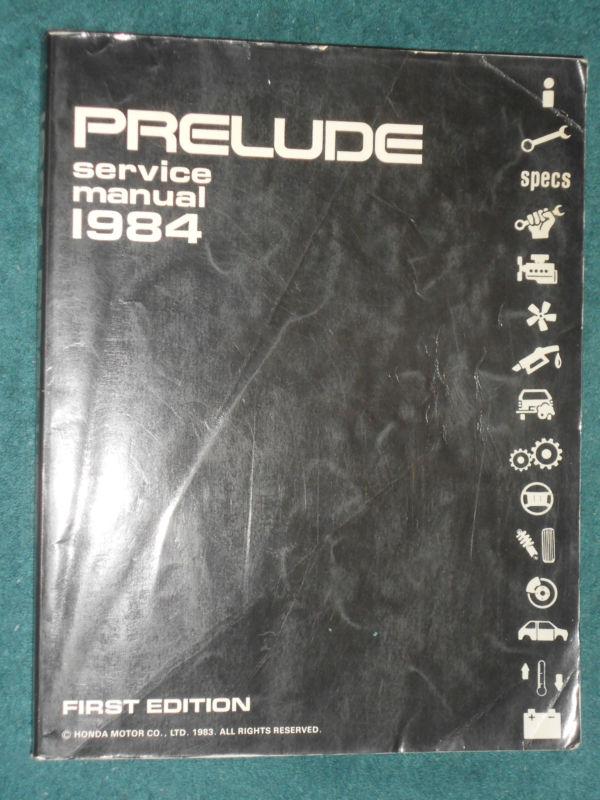 PRELUDE
service
manual
1984
specs
FIRST EDITION
© HONDA MOTOR CO., LTD. 1983. ALL RIGHTS RESERVED.